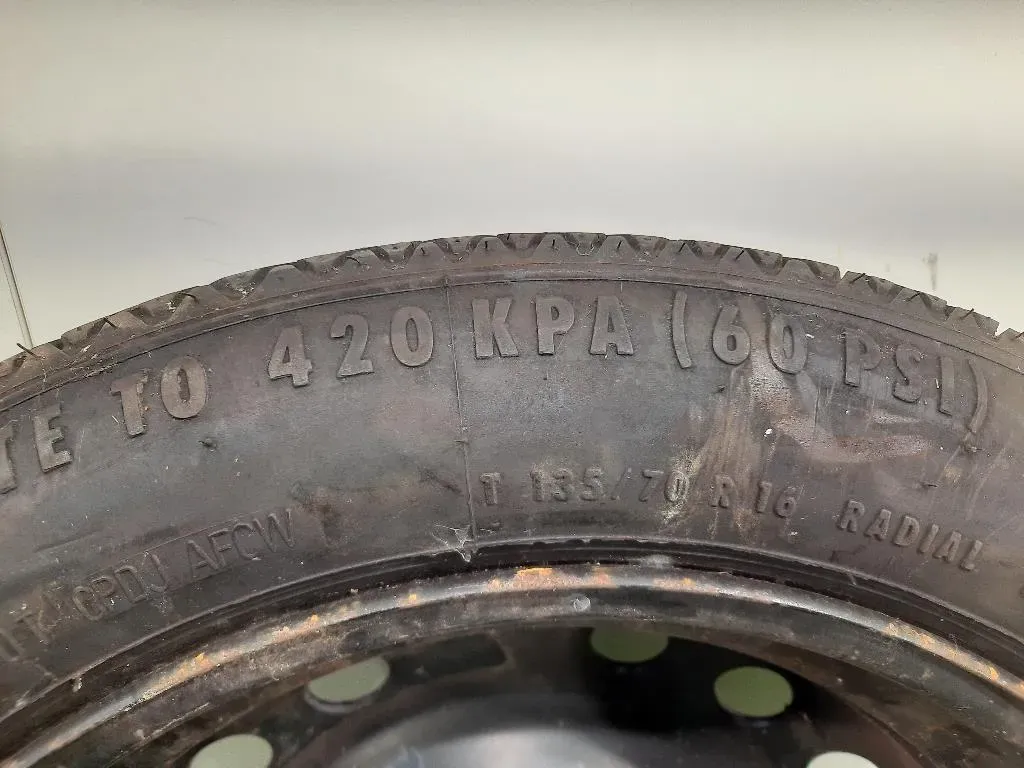 TE TO 420 KPA (60 PSI)
T 135/70 R 16 RADIAL
CPDJ AFCW